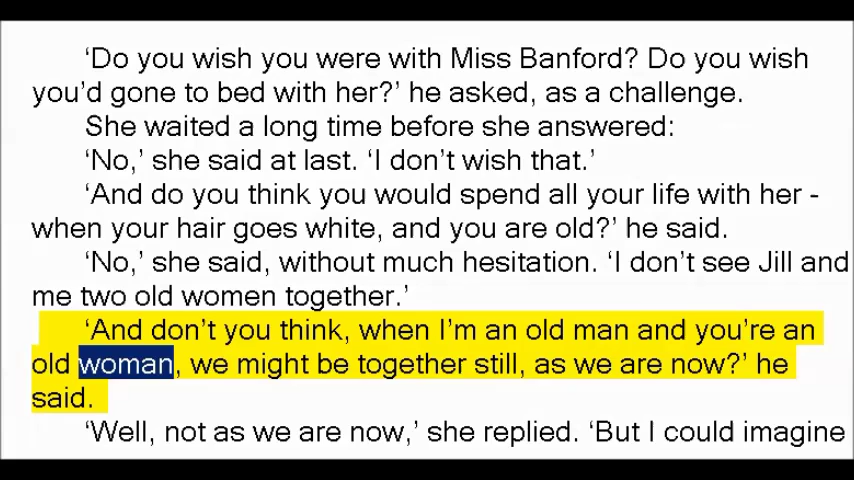 ‘Do you wish you were with Miss Banford? Do you wish
you’d gone to bed with her?’ he asked, as a challenge.
She waited a long time before she answered:
‘No,’ she said at last. ‘I don’t wish that.’
‘And do you think you would spend all your life with her -
when your hair goes white, and you are old?’ he said.
‘No,’ she said, without much hesitation. ‘I don’t see Jill and
me two old women together.’
‘And don’t you think, when I’m an old man and you’re an
old woman, we might be together still, as we are now?’ he
said.
‘Well, not as we are now,’ she replied. ‘But I could imagine